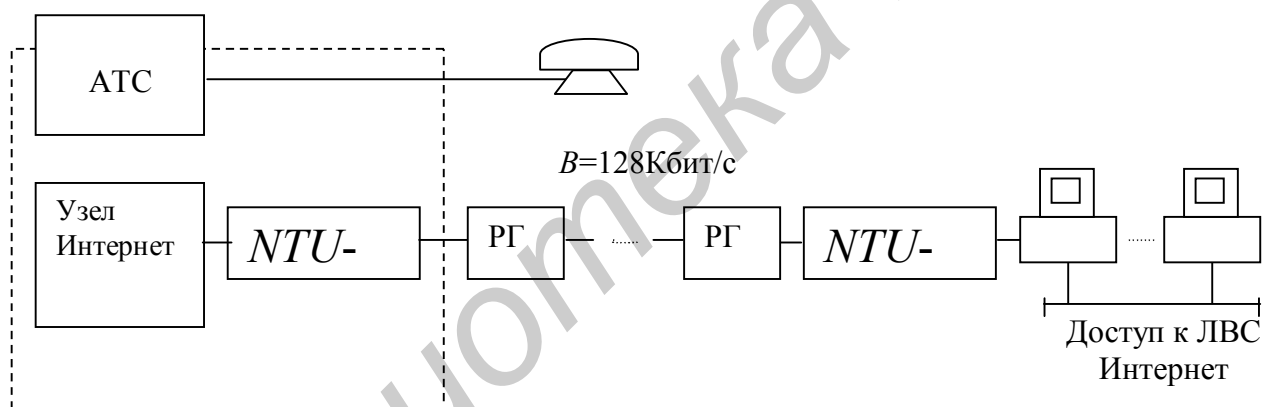 АТС
B=128Кбит/с
Узел
Интернет
NTU-
РГ
РГ
NTU-
Доступ к ЛВС
Интернет